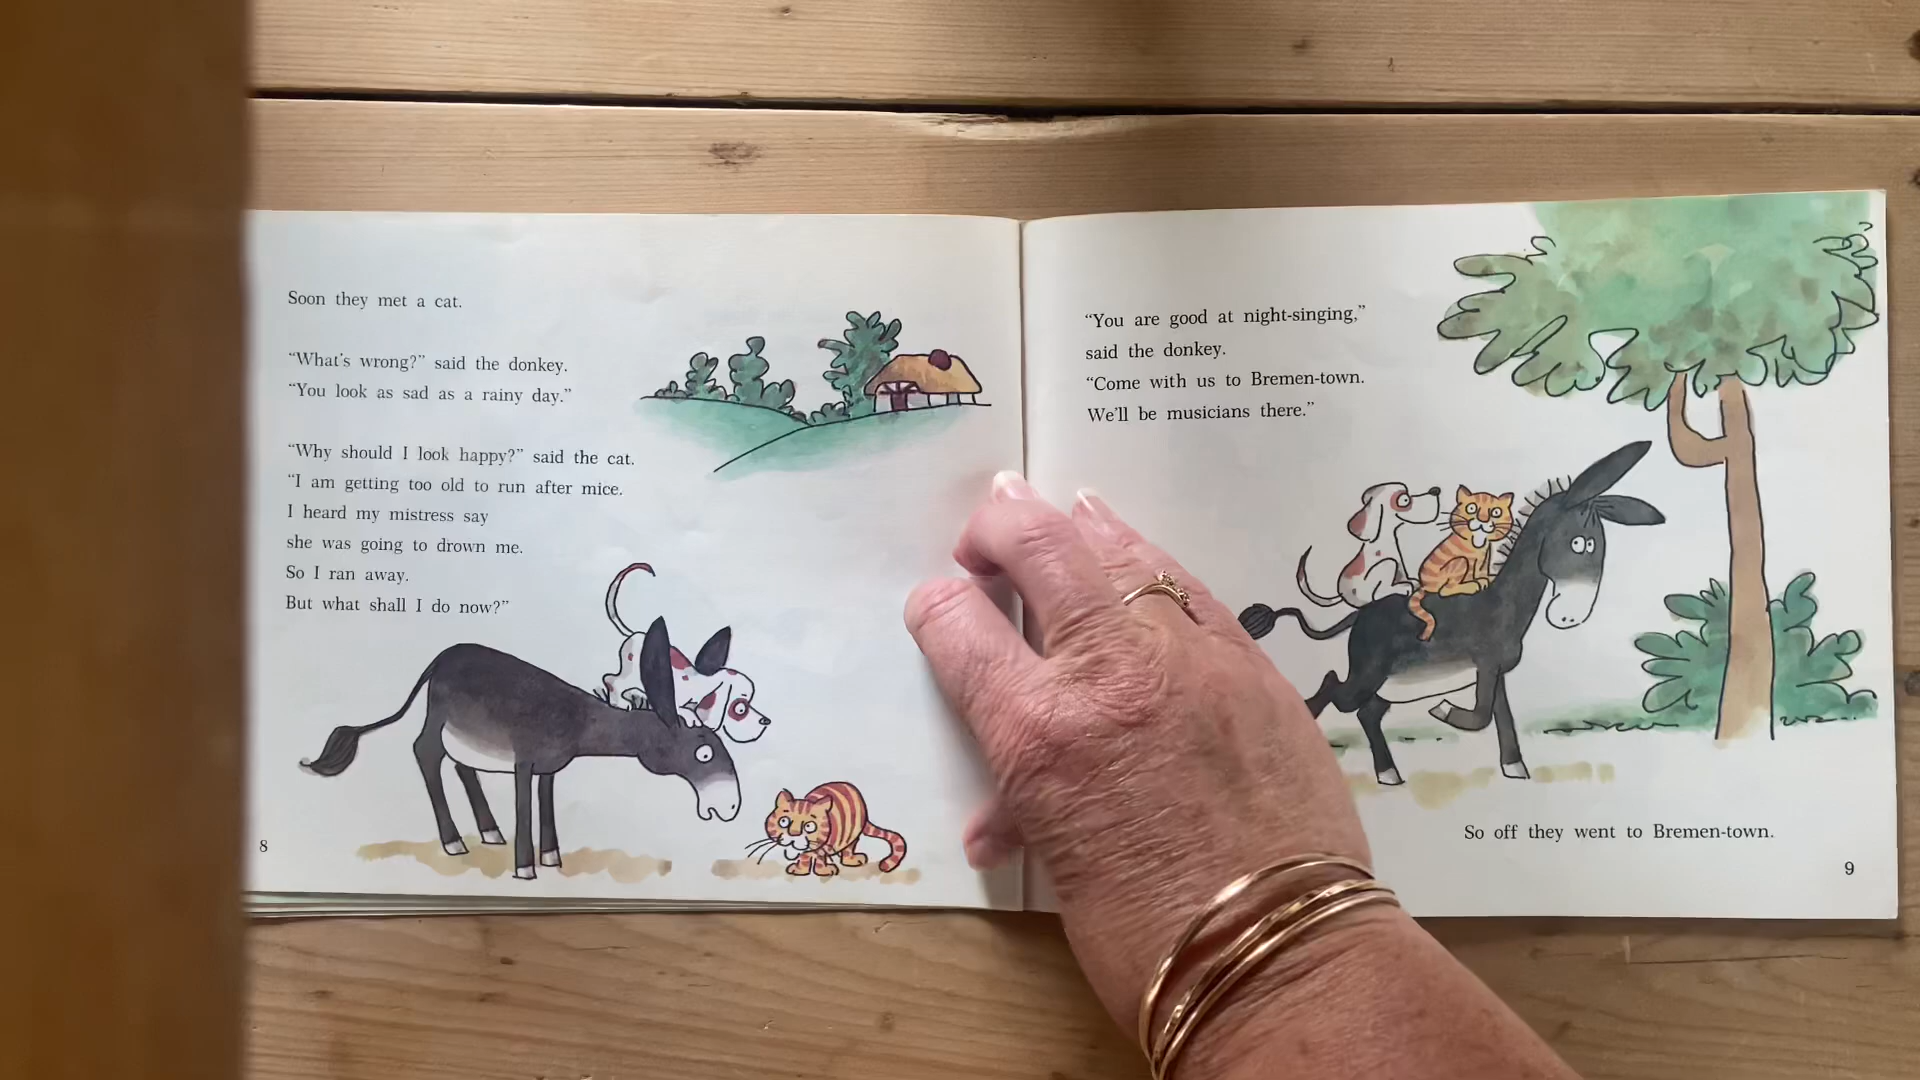 Soon they met a cat.
“What’s wrong?” said the donkey.
“You look as sad as a rainy day.”
“Why should I look happy?” said the cat.
“I am getting too old to run after mice.
I heard my mistress say
she was going to drown me.
So I ran away.
But what shall I do now?”
8
“You are good at night-singing,”
said the donkey.
“Come with us to Bremen-town.
We’ll be musicians there.”
So off they went to Bremen-town.
9